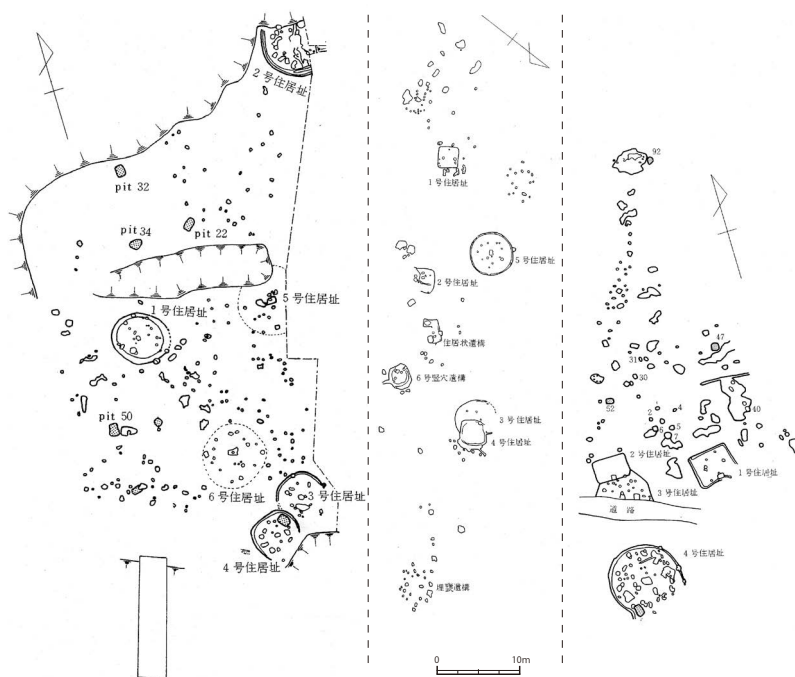 2号住居址
pit 32
pit 34
pit 22
5号住居址
1号住居址
pit 50
6号住居址
3号住居址
4号住居址
1号住居址
5号住居址
2号住居址
住居状遺構
6号竪穴遺構
3号住居址
4号住居址
埋甕遺構
0
10m
92
47
31
30
52
2
4
40
6
5
7
2号住居址
1号住居址
3号住居址
道路
4号住居址